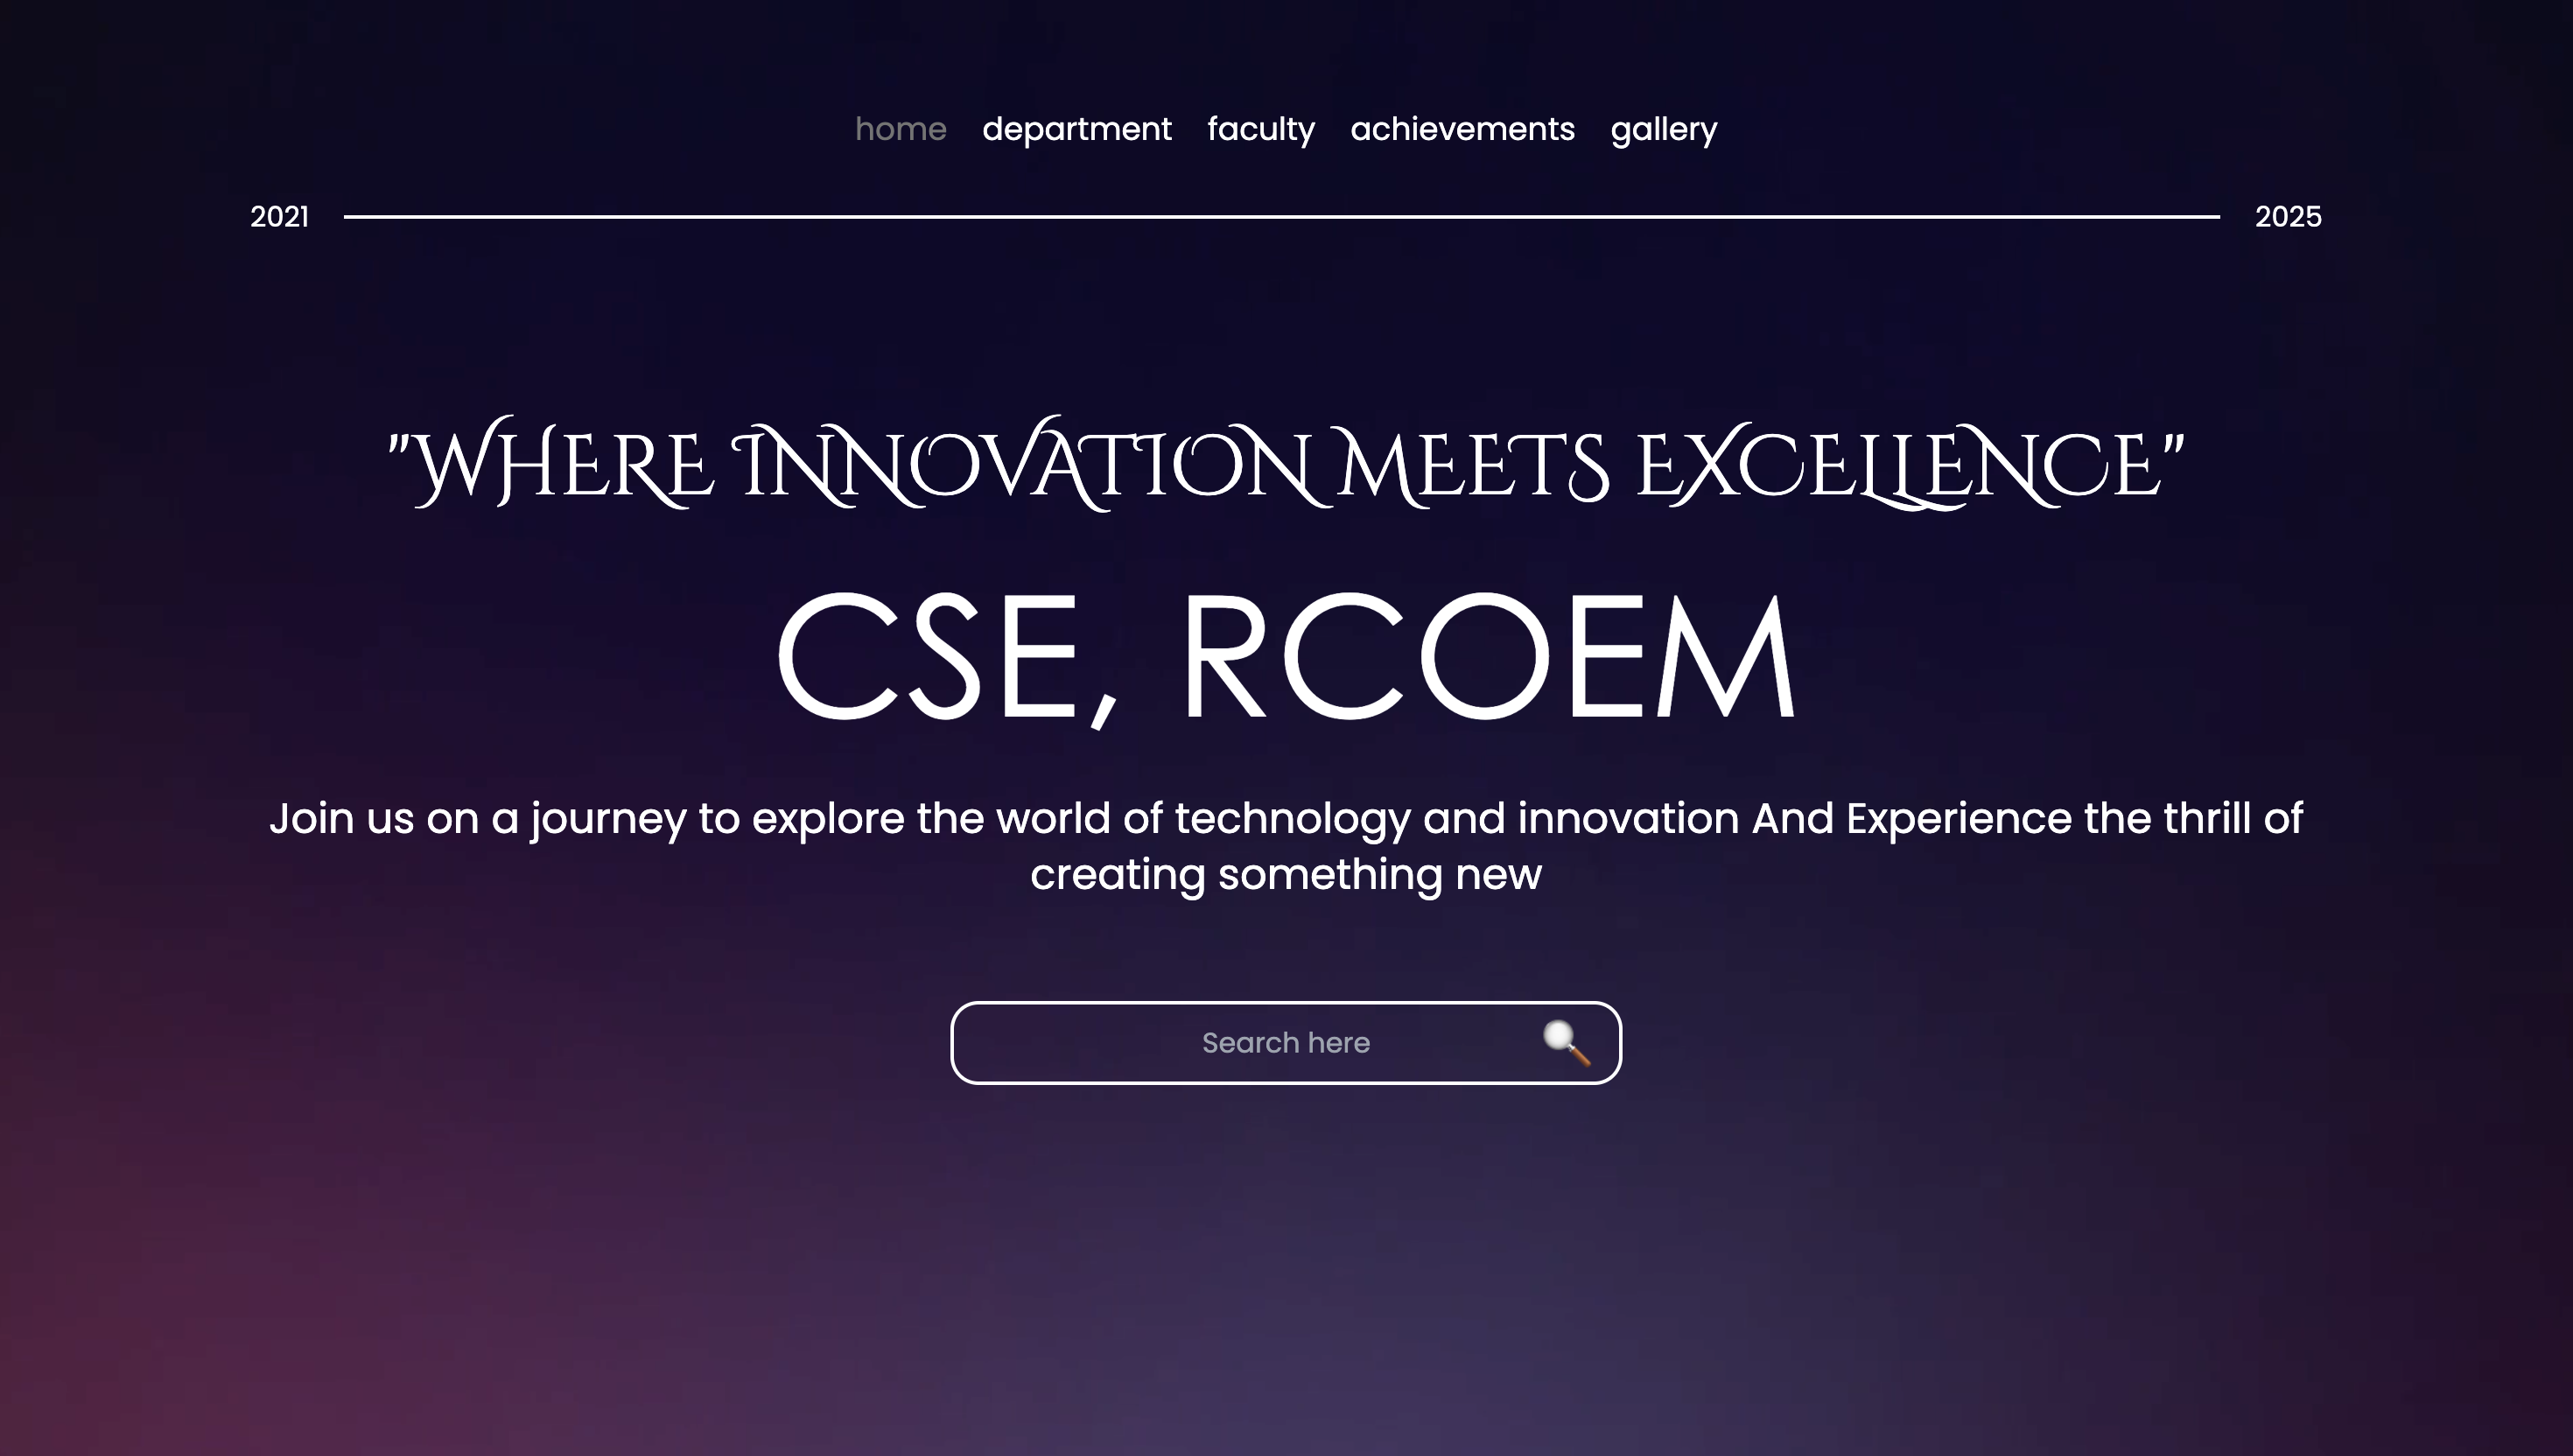 home department faculty achievements gallery
2021 2025
"WHERE INNOVATION MEETS EXCELLENCE"
CSE, RCOEM
Join us on a journey to explore the world of technology and innovation And Experience the thrill of
creating something new
Search here